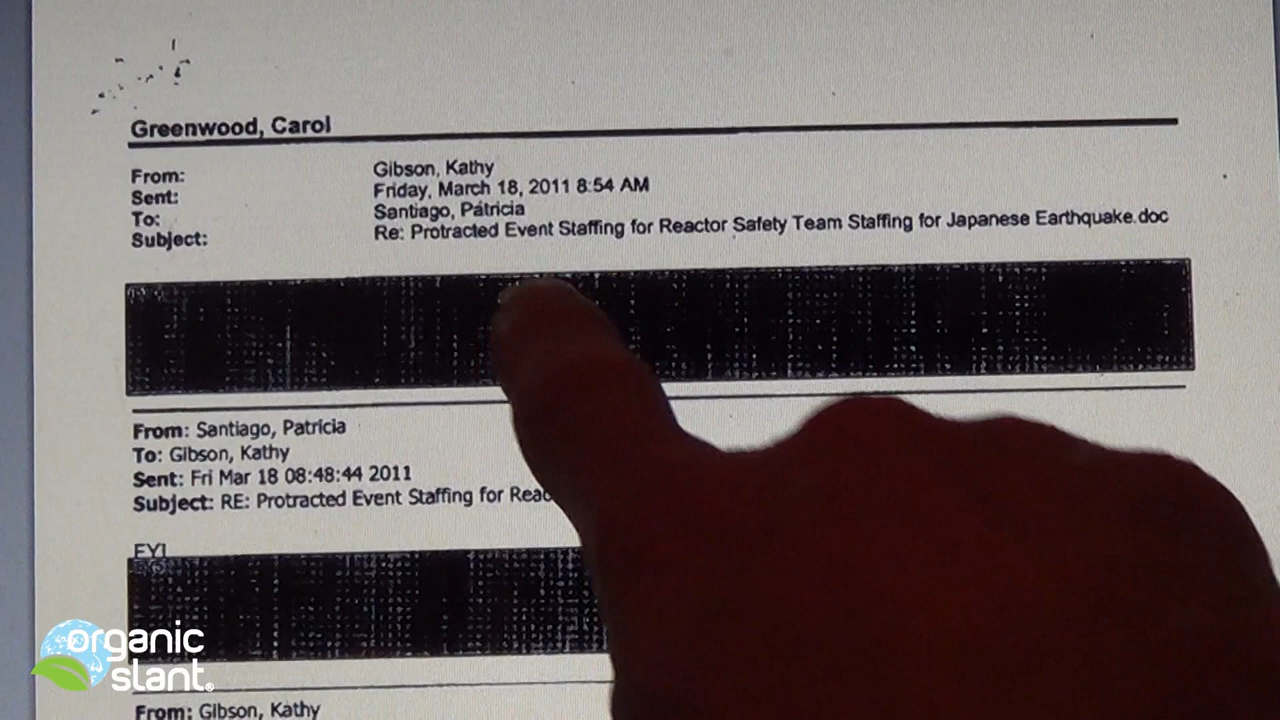 Greenwood, Carol
From: Gibson, Kathy
Sent: Friday, March 18, 2011 8:54 AM
To: Santiago, Patricia
Subject: Re: Protracted Event Staffing for Reactor Safety Team Staffing for Japanese Earthquake.doc
From: Santiago, Patricia
To: Gibson, Kathy
Sent: Fri Mar 18 08:48:44 2011
Subject: RE: Protracted Event Staffing for Reac
FYI
From: Gibson, Kathy
organic
slant.®